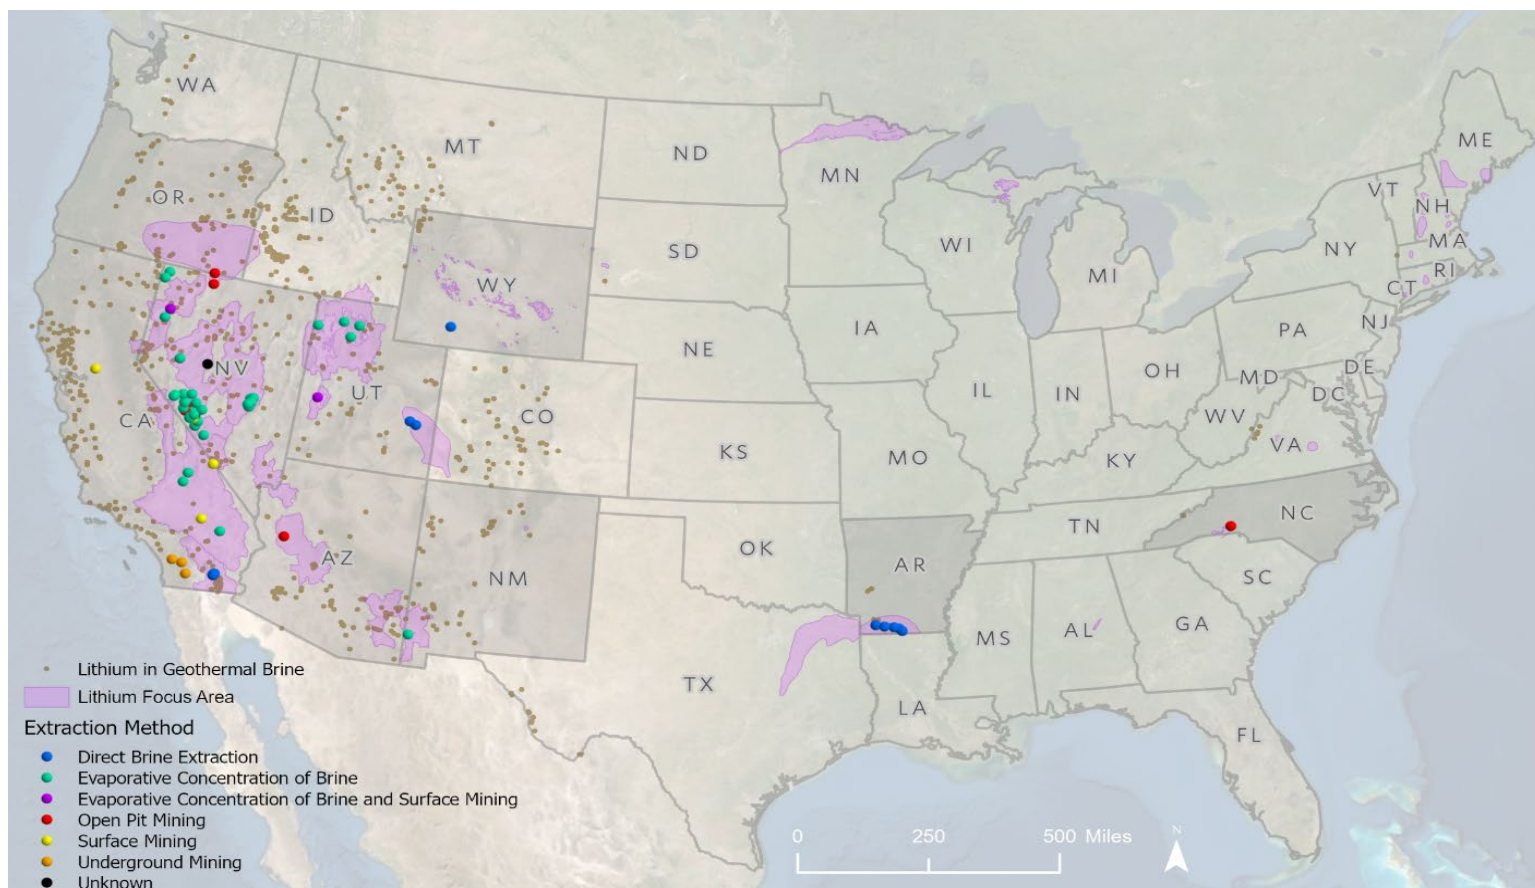 WA
MT
ND
MN
ME
OR
ID
VT
NH
SD
WI
NY
MA
WY
MI
RI
CT
IA
PA
NJ
NE
NV
UT
OH
MD
DE
CA
CO
IL
IN
DC
WV
VA
KS
MO
KY
NC
TN
OK
AZ
NM
AR
SC
MS
AL
GA
TX
LA
FL
Lithium in Geothermal Brine
Lithium Focus Area
Extraction Method
Direct Brine Extraction
Evaporative Concentration of Brine
Evaporative Concentration of Brine and Surface Mining
Open Pit Mining
Surface Mining
Underground Mining
Unknown
0 250 500 Miles
N